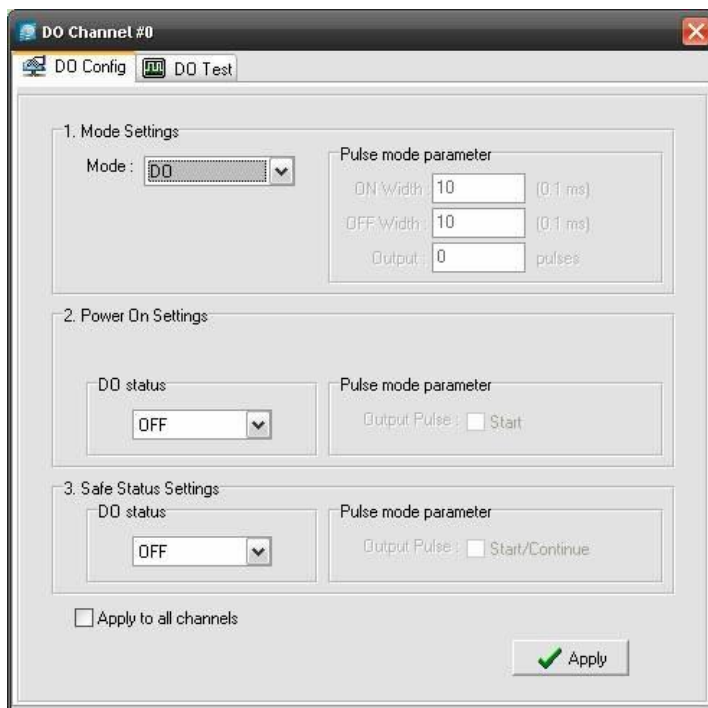 DO Channel #0
DO Config DO Test
1. Mode Settings
Mode : DO
Pulse mode parameter
ON Width : 10 (0.1 ms)
OFF Width : 10 (0.1 ms)
Output : 0 pulses
2. Power On Settings
DO status
OFF
Pulse mode parameter
Output Pulse : Start
3. Safe Status Settings
DO status
OFF
Pulse mode parameter
Output Pulse : Start/Continue
Apply to all channels
Apply